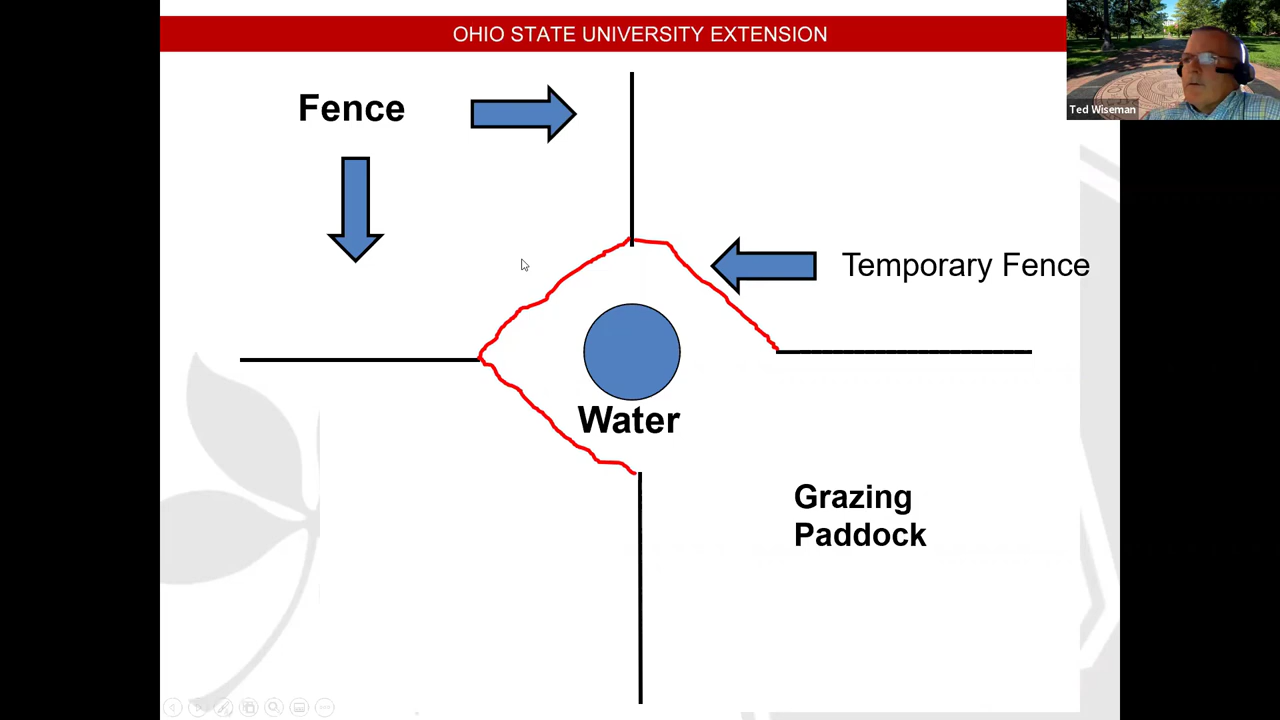 OHIO STATE UNIVERSITY EXTENSION
Ted Wiseman
Fence
Temporary Fence
Water
Grazing
Paddock